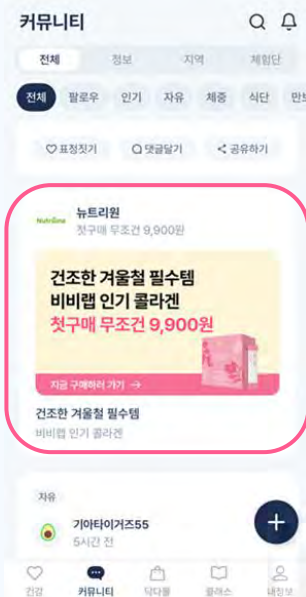 커뮤니티
전체 정보 지역 체험단
전체 팔로우 인기 자유 체중 식단
표정짓기 댓글달기 공유하기
Nutrione
뉴트리원
첫구매 무조건 9,900원
건조한 겨울철 필수템
비비랩 인기 콜라겐
첫구매 무조건 9,900원
지금 구매하러 가기 →
건조한 겨울철 필수템
비비랩 인기 콜라겐
자유
기아타이거즈55
5시간 전
건강 커뮤니티 닥다몰 클래스 내정보